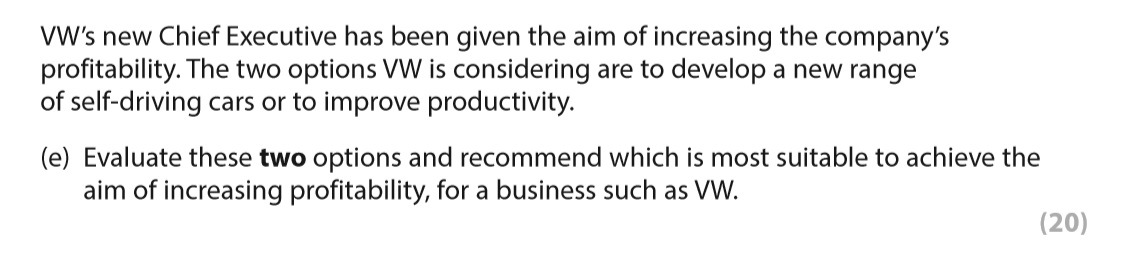 VW's new Chief Executive has been given the aim of increasing the company's
profitability. The two options VW is considering are to develop a new range
of self-driving cars or to improve productivity.
(e) Evaluate these two options and recommend which is most suitable to achieve the
aim of increasing profitability, for a business such as VW.
(20)